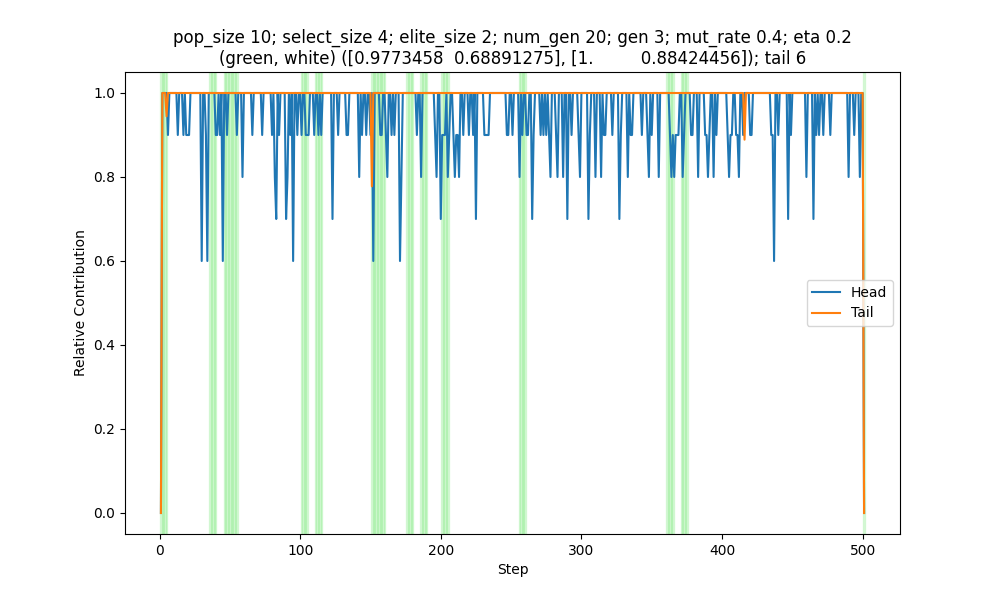 pop_size 10; select_size 4; elite_size 2; num_gen 20; gen 3; mut_rate 0.4; eta 0.2
(green, white) ([0.9773458  0.68891275], [1.         0.88424456]); tail 6
1.0
0.8
0.6
0.4
0.2
0.0
Relative Contribution
Head
Tail
0
100
200
300
400
500
Step